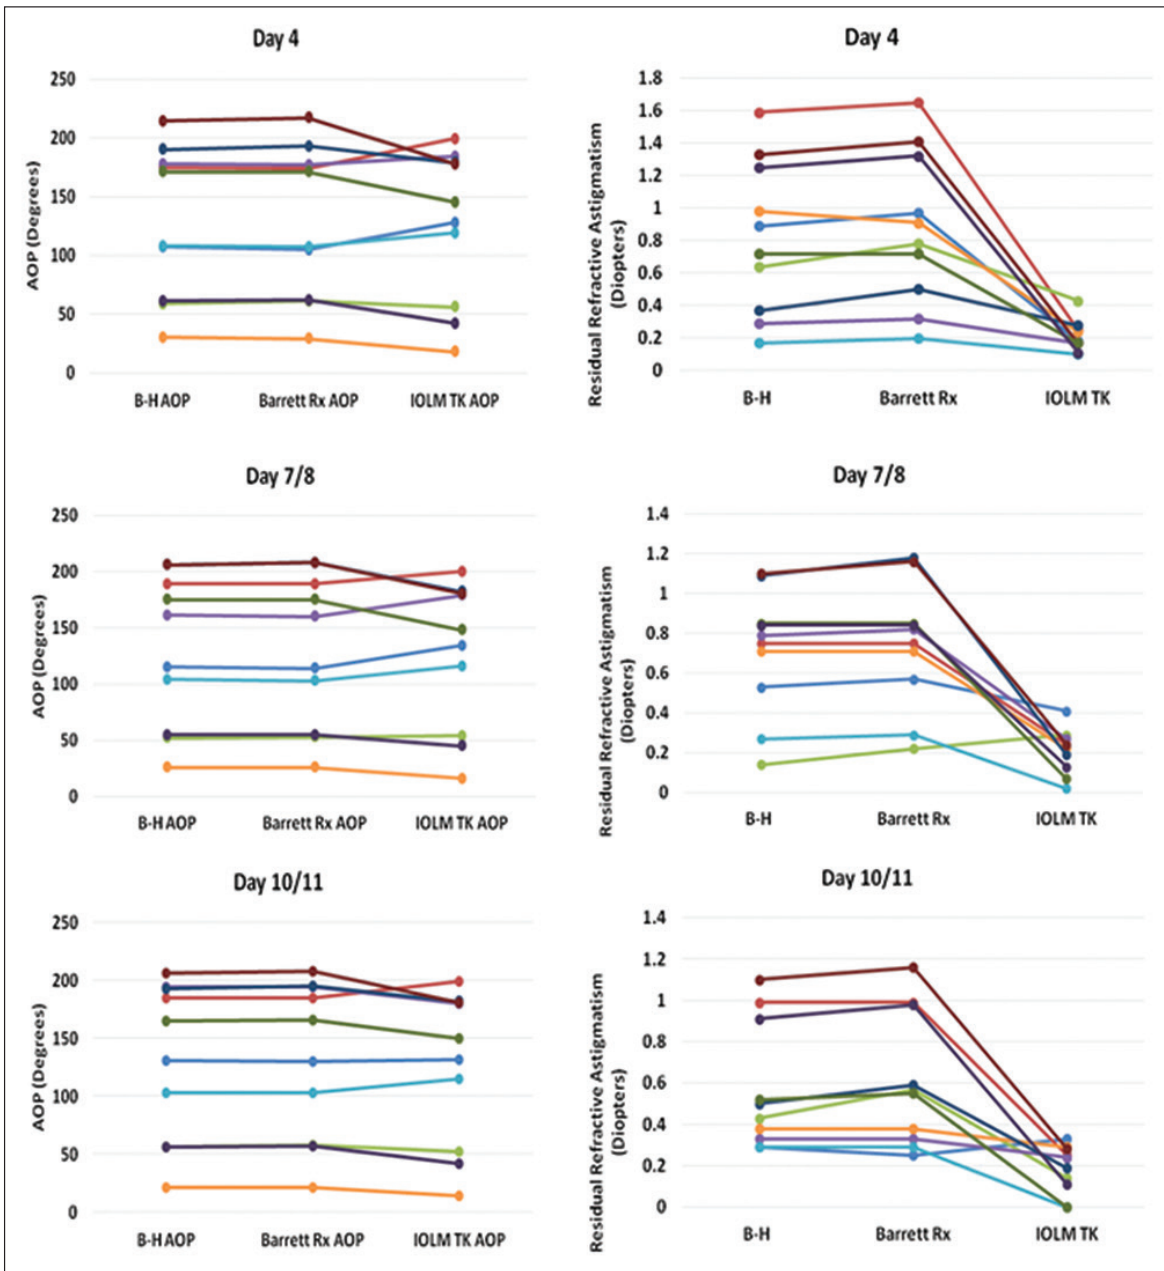 Day 4
AOP (Degrees)
250
200
150
100
50
0
B-H AOP
Barrett Rx AOP
IOLM TK AOP
Day 4
Residual Refractive Astigmatism
(Diopters)
1.8
1.6
1.4
1.2
1
0.8
0.6
0.4
0.2
0
B-H
Barrett Rx
IOLM TK
Day 7/8
AOP (Degrees)
250
200
150
100
50
0
B-H AOP
Barrett Rx AOP
IOLM TK AOP
Day 7/8
Residual Refractive Astigmatism
(Diopters)
1.4
1.2
1
0.8
0.6
0.4
0.2
0
B-H
Barrett Rx
IOLM TK
Day 10/11
AOP (Degrees)
250
200
150
100
50
0
B-H AOP
Barrett Rx AOP
IOLM TK AOP
Day 10/11
Residual Refractive Astigmatism
(Diopters)
1.4
1.2
1
0.8
0.6
0.4
0.2
0
B-H
Barrett Rx
IOLM TK